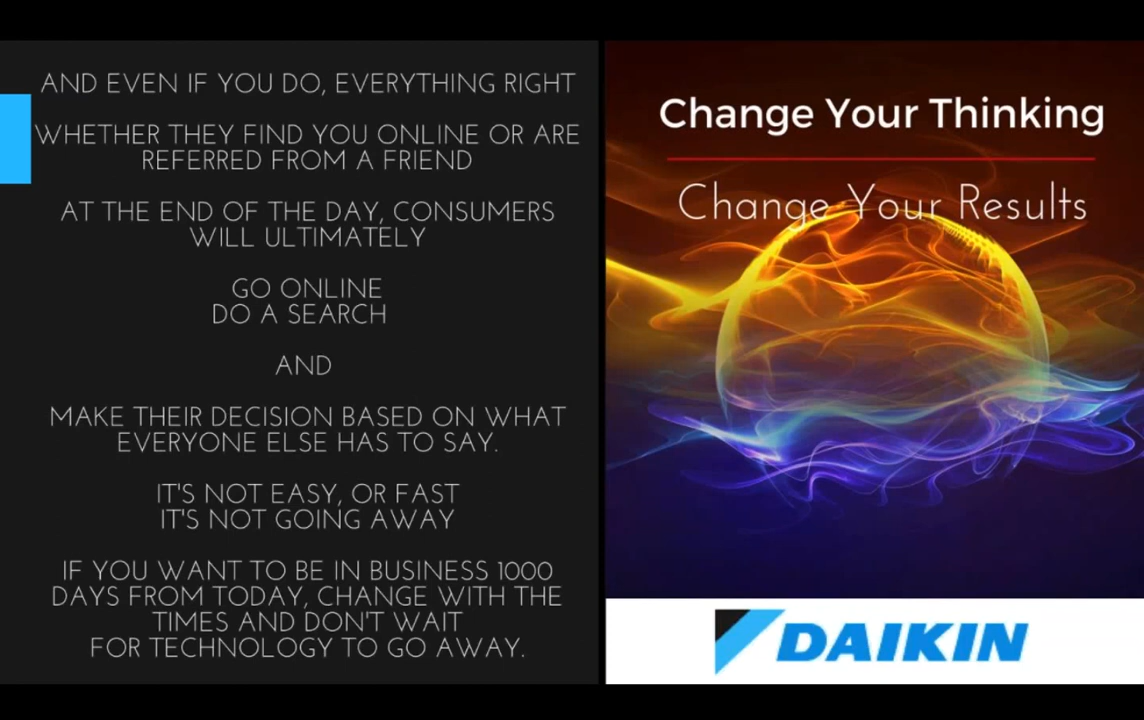 AND EVEN IF YOU DO, EVERYTHING RIGHT
WHETHER THEY FIND YOU ONLINE OR ARE
REFERRED FROM A FRIEND
AT THE END OF THE DAY, CONSUMERS
WILL ULTIMATELY
GO ONLINE
DO A SEARCH
AND
MAKE THEIR DECISION BASED ON WHAT
EVERYONE ELSE HAS TO SAY.
IT'S NOT EASY, OR FAST
IT'S NOT GOING AWAY
IF YOU WANT TO BE IN BUSINESS 1000
DAYS FROM TODAY, CHANGE WITH THE
TIMES AND DON'T WAIT
FOR TECHNOLOGY TO GO AWAY.
Change Your Thinking
Change Your Results
DAIKIN